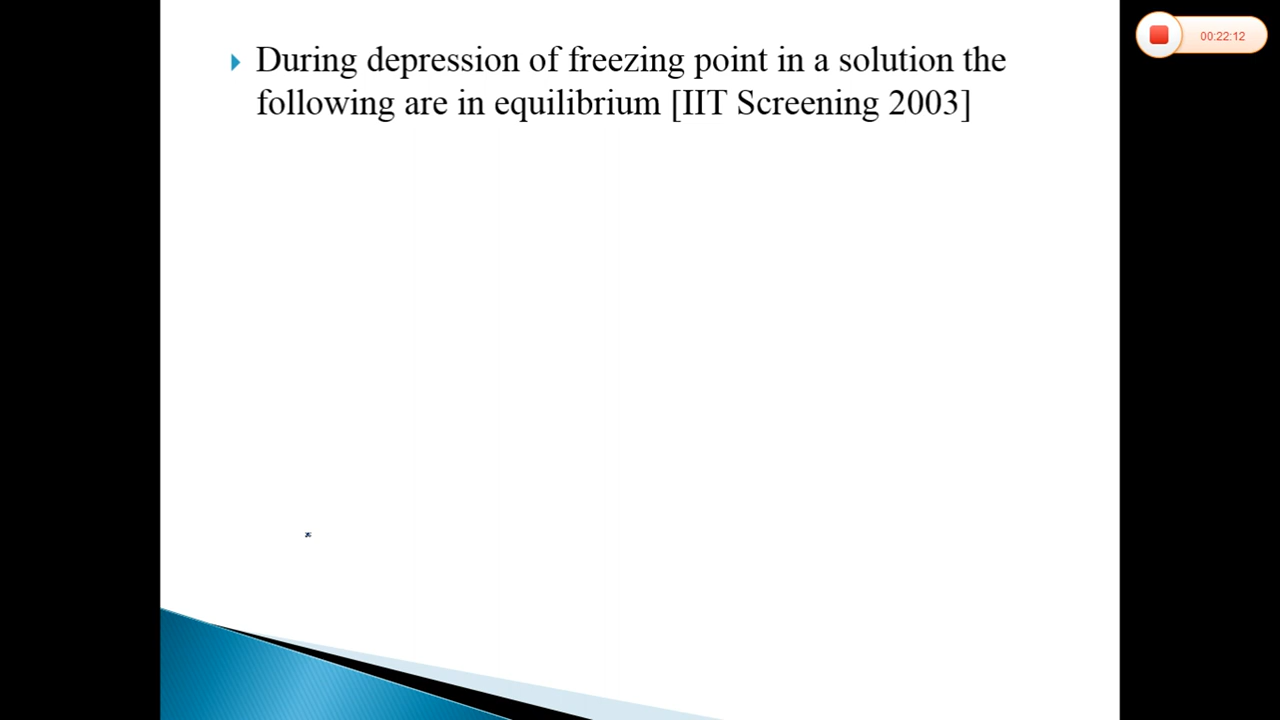 00:22:12
During depression of freezing point in a solution the
following are in equilibrium [IIT Screening 2003]